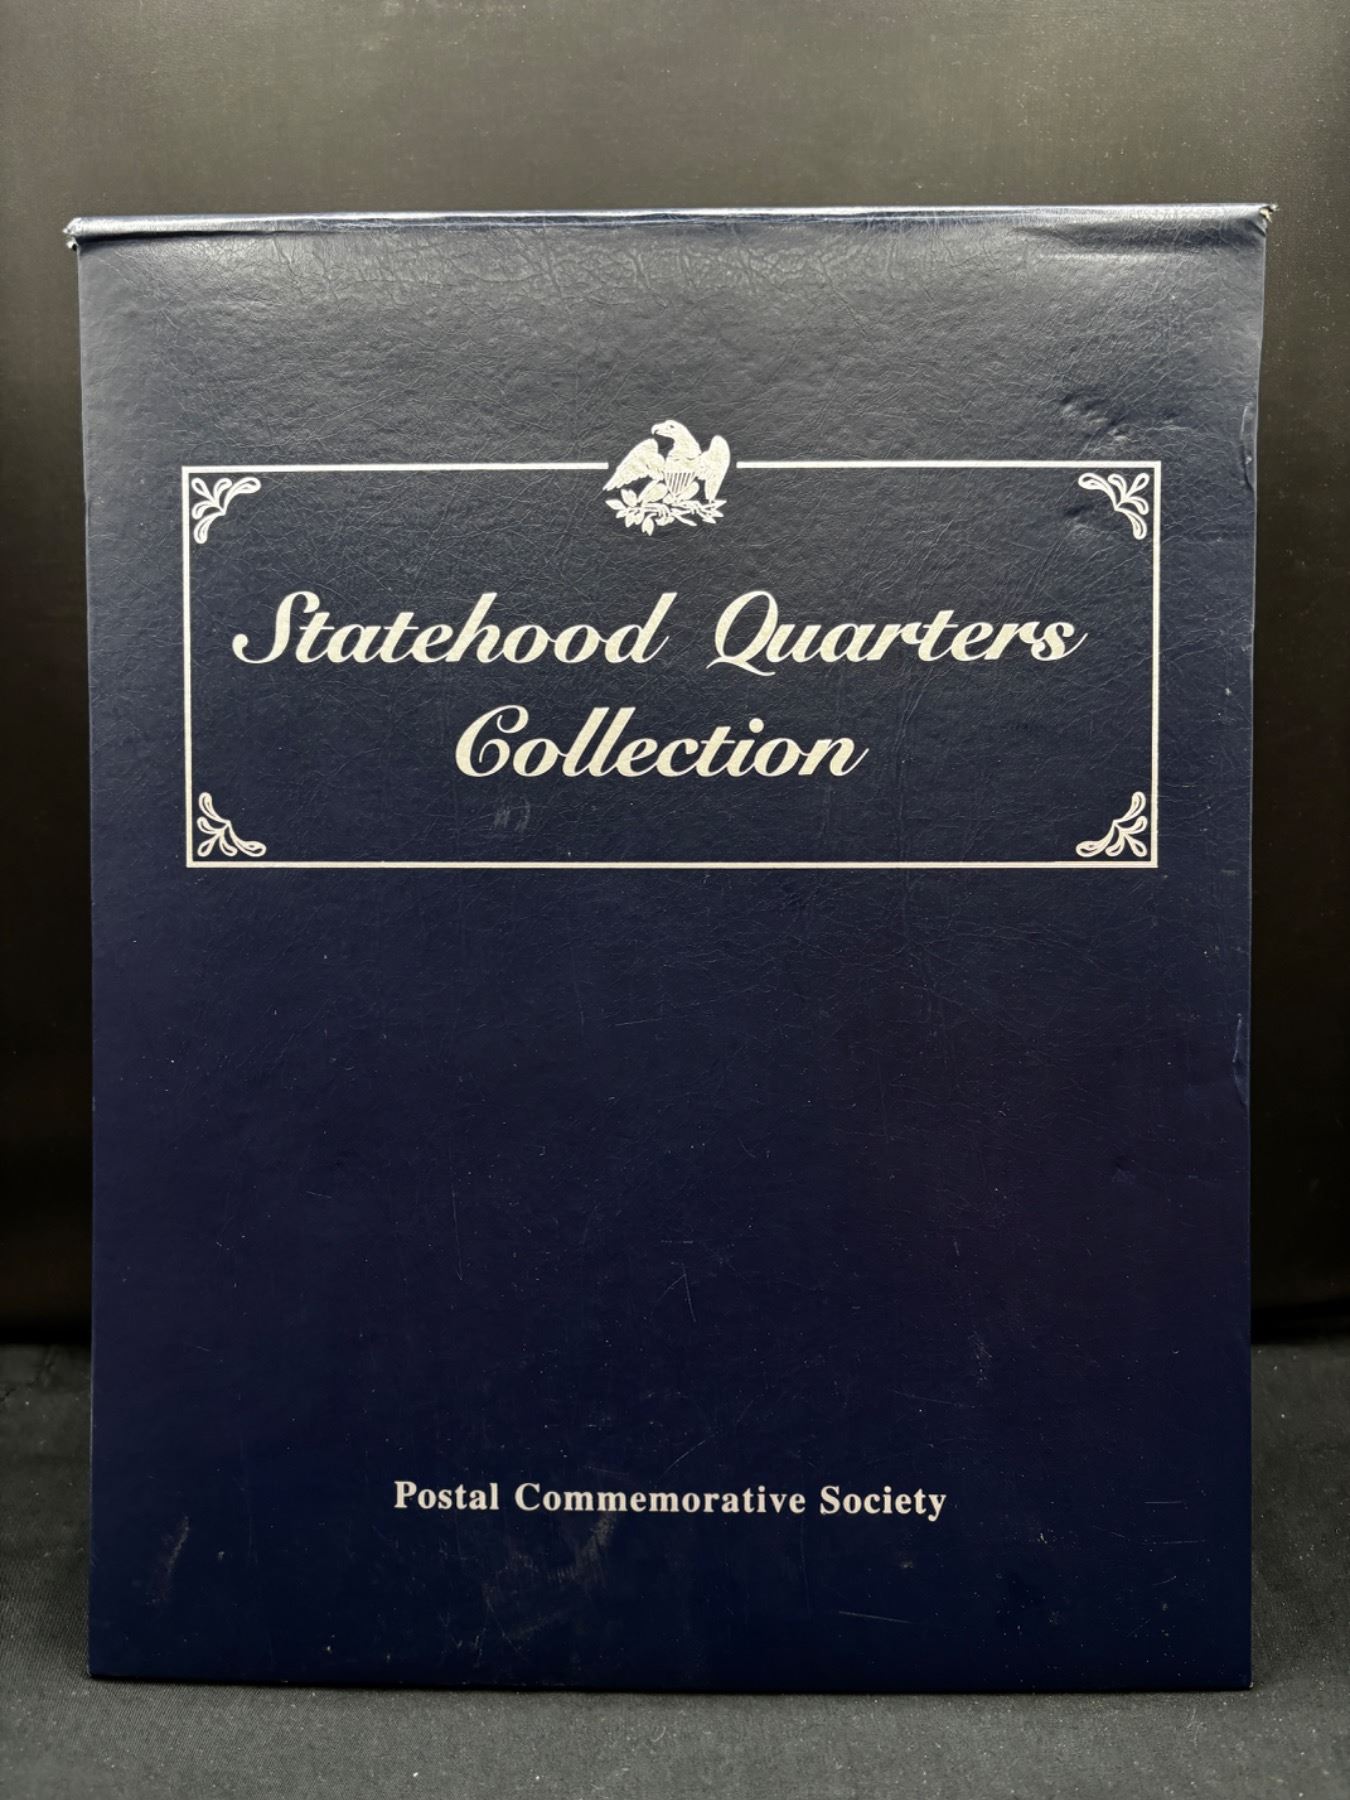 Statehood Quarters
Collection
Postal Commemorative Society